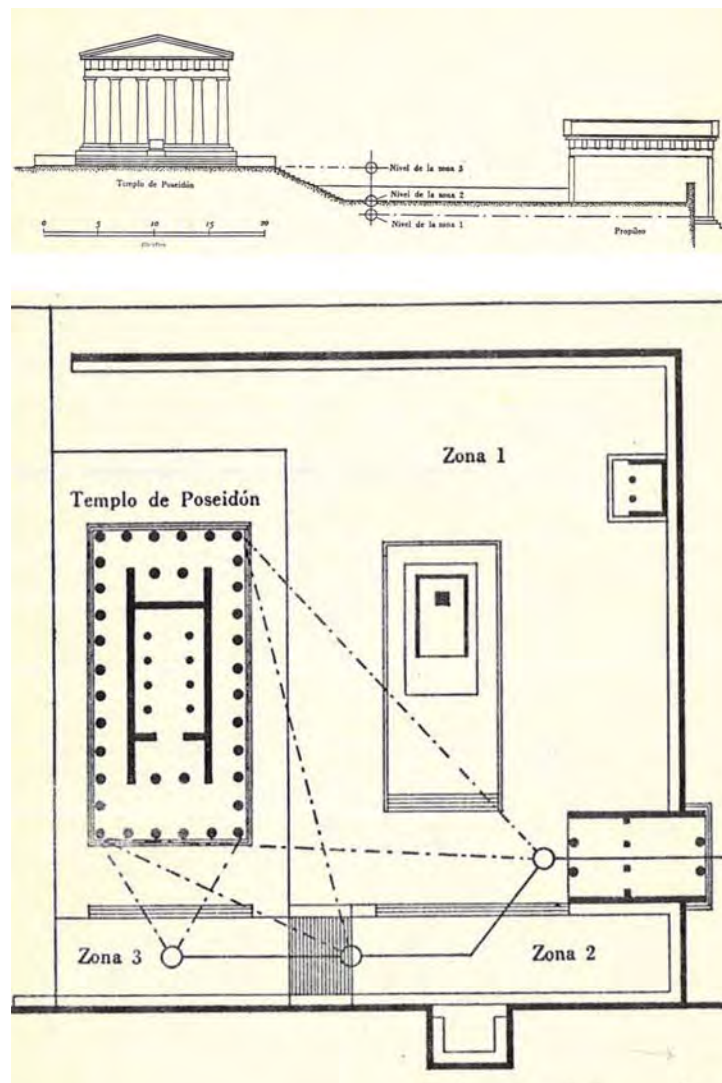 Nivel de la zona 3
Templo de Poseidón
Nivel de la zona 2
Nivel de la zona 1
Propileo
0 5 10 15 20
Zona 1
Templo de Poseidón
Zona 3
Zona 2